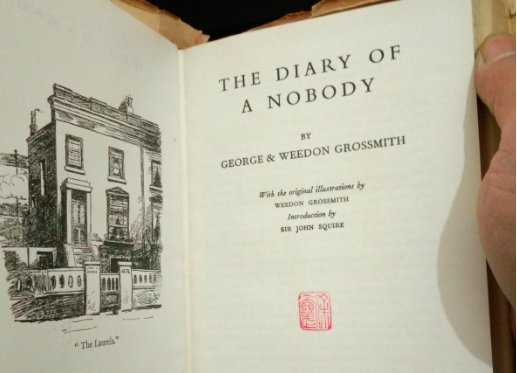 "The Laurels."
THE DIARY OF
A NOBODY
BY
GEORGE & WEEDON GROSSMITH
With the original illustrations by
WEEDON GROSSMITH
Introduction by
SIR JOHN SQUIRE